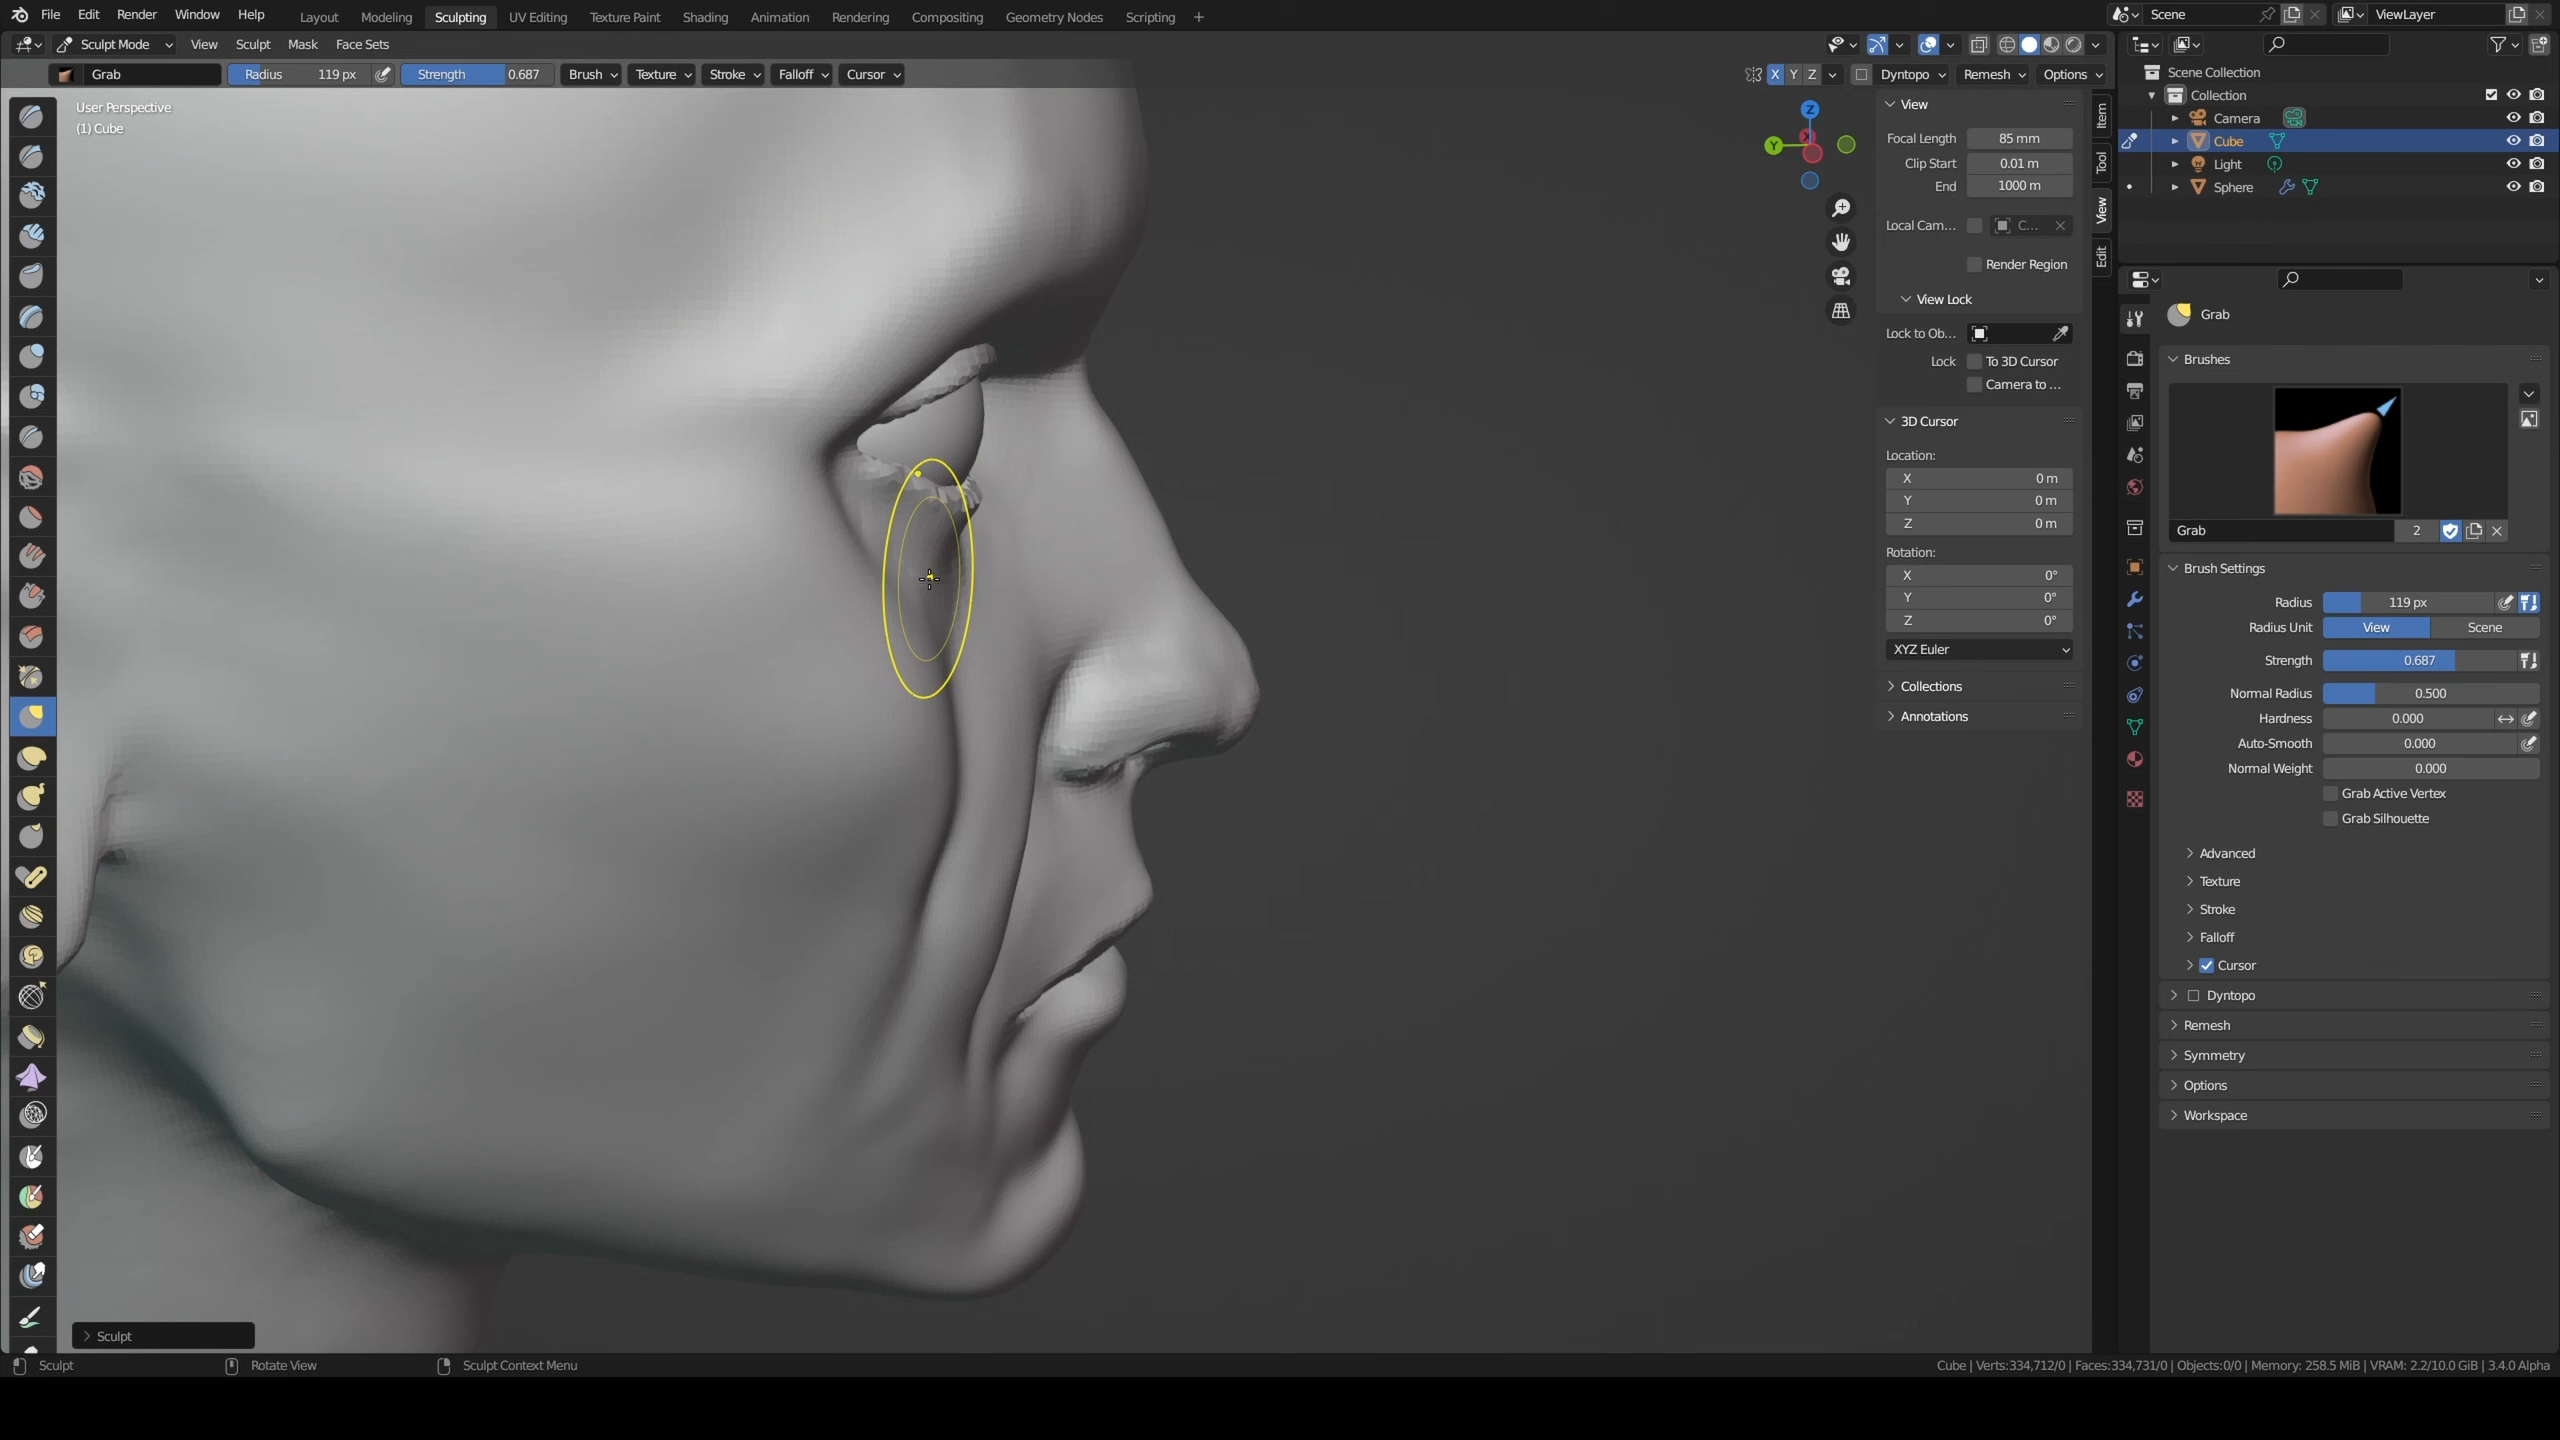 File Edit Render Window Help Layout Modeling Sculpting UV Editing Texture Paint Shading Animation Rendering Compositing Geometry Nodes Scripting + Scene ViewLayer
Sculpt Mode View Sculpt Mask Face Sets
Grab Radius 119 px Strength 0.687 Brush Texture Stroke Falloff Cursor X Y Z Dyntopo Remesh Options
User Perspective
(1) Cube
Z
Y
X
View
Focal Length 85 mm
Clip Start 0.01 m
End 1000 m
Local Cam... C...
Render Region
View Lock
Lock to Ob...
Lock To 3D Cursor
Camera to ...
3D Cursor
Location:
X 0 m
Y 0 m
Z 0 m
Rotation:
X 0°
Y 0°
Z 0°
XYZ Euler
Collections
Annotations
Item
Tool
View
Edit
Scene Collection
Collection
Camera
Cube
Light
Sphere
Grab
Brushes
Grab 2
Brush Settings
Radius 119 px
Radius Unit View Scene
Strength 0.687
Normal Radius 0.500
Hardness 0.000
Auto-Smooth 0.000
Normal Weight 0.000
Grab Active Vertex
Grab Silhouette
Advanced
Texture
Stroke
Falloff
Cursor
Dyntopo
Remesh
Symmetry
Options
Workspace
Sculpt
Sculpt Rotate View Sculpt Context Menu Cube | Verts:334,712/0 | Faces:334,731/0 | Objects:0/0 | Memory: 258.5 MiB | VRAM: 2.2/10.0 GiB | 3.4.0 Alpha